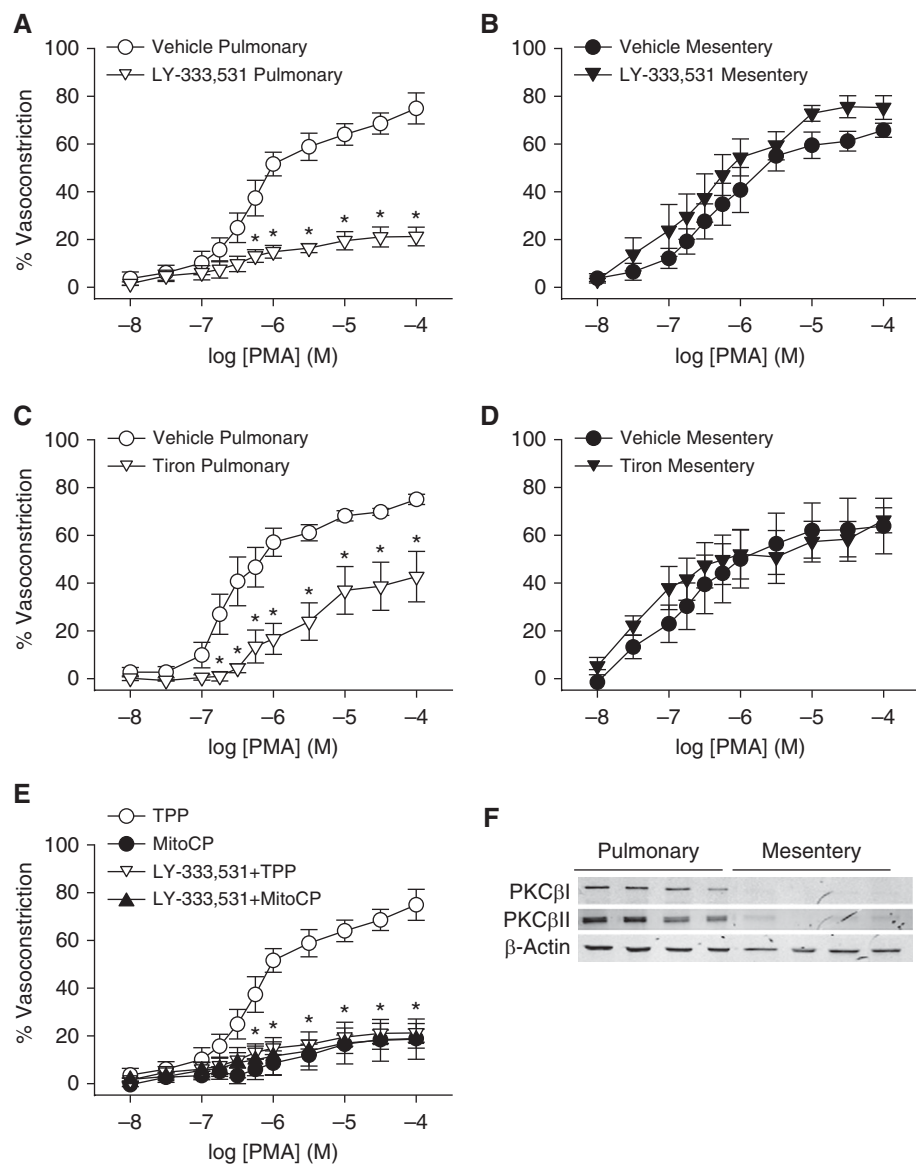 A
Vehicle Pulmonary
LY-333,531 Pulmonary
100
80
60
40
20
0
% Vasoconstriction
* * * * * *
–8 –7 –6 –5 –4
log [PMA] (M)
B
Vehicle Mesentery
LY-333,531 Mesentery
100
80
60
40
20
0
–8 –7 –6 –5 –4
log [PMA] (M)
C
Vehicle Pulmonary
Tiron Pulmonary
100
80
60
40
20
0
% Vasoconstriction
* * * * * * * *
–8 –7 –6 –5 –4
log [PMA] (M)
D
Vehicle Mesentery
Tiron Mesentery
100
80
60
40
20
0
–8 –7 –6 –5 –4
log [PMA] (M)
E
TPP
MitoCP
LY-333,531+TPP
LY-333,531+MitoCP
100
80
60
40
20
0
% Vasoconstriction
* * * * * *
–8 –7 –6 –5 –4
log [PMA] (M)
F
Pulmonary Mesentery
PKCβI
PKCβII
β-Actin